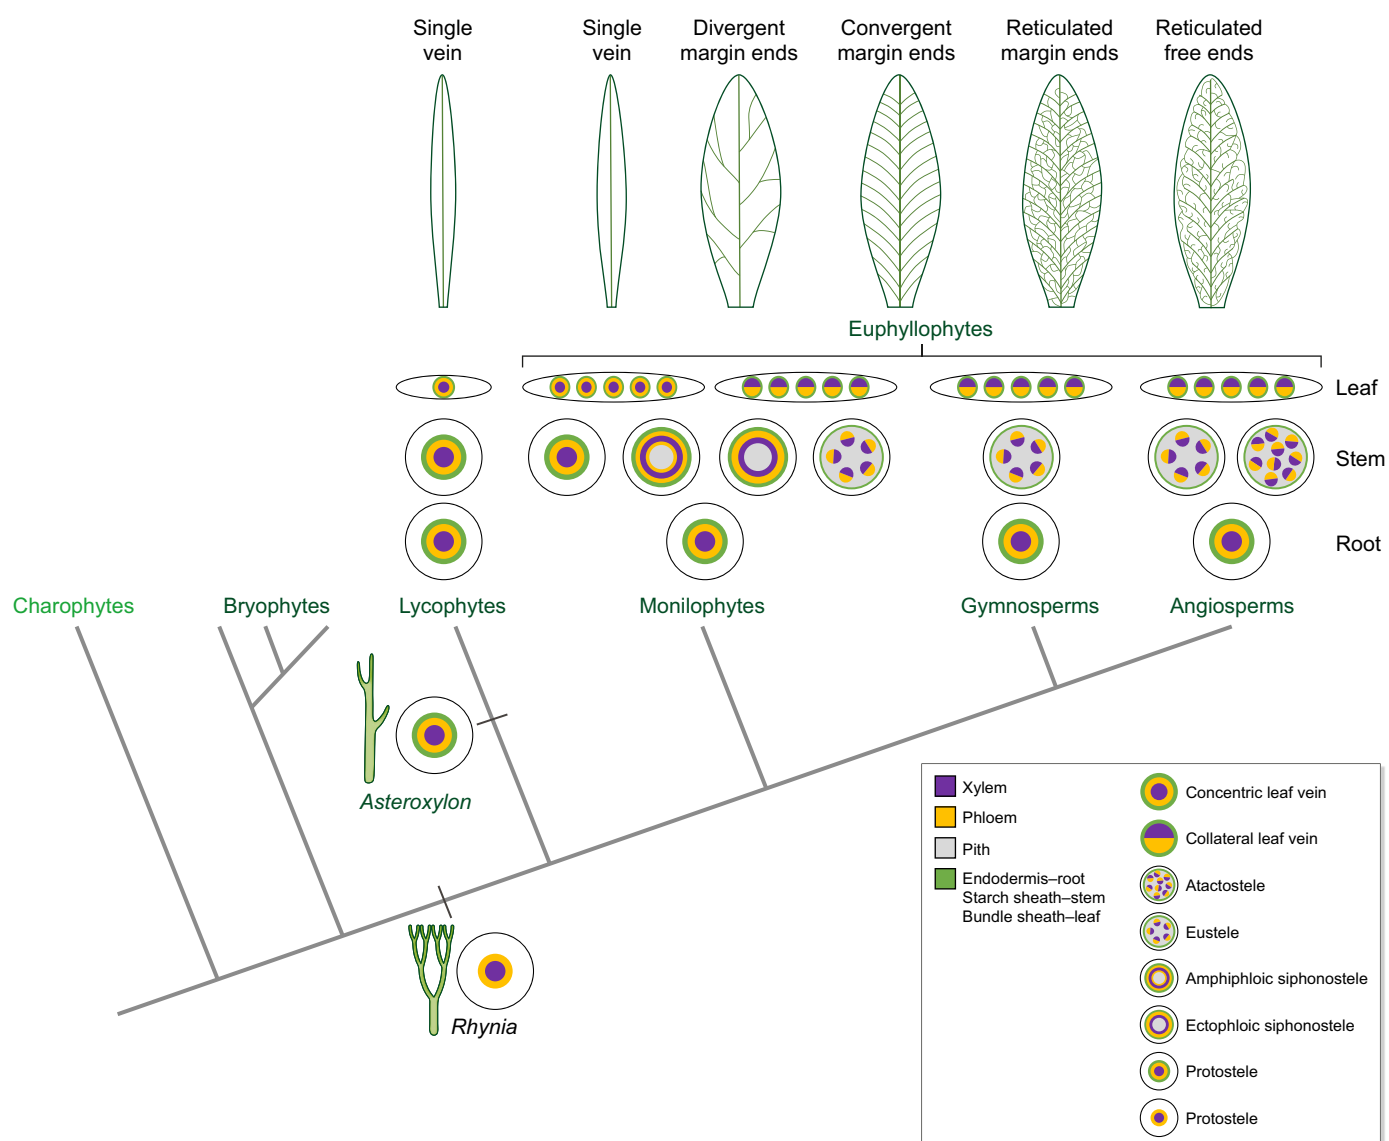 Single
vein
Single
vein
Divergent
margin ends
Convergent
margin ends
Reticulated
margin ends
Reticulated
free ends
Euphyllophytes
Leaf
Stem
Root
Charophytes
Bryophytes
Lycophytes
Monilophytes
Gymnosperms
Angiosperms
Asteroxylon
Rhynia
Xylem
Phloem
Pith
Endodermis–root
Starch sheath–stem
Bundle sheath–leaf
Concentric leaf vein
Collateral leaf vein
Atactostele
Eustele
Amphiphloic siphonostele
Ectophloic siphonostele
Protostele
Protostele